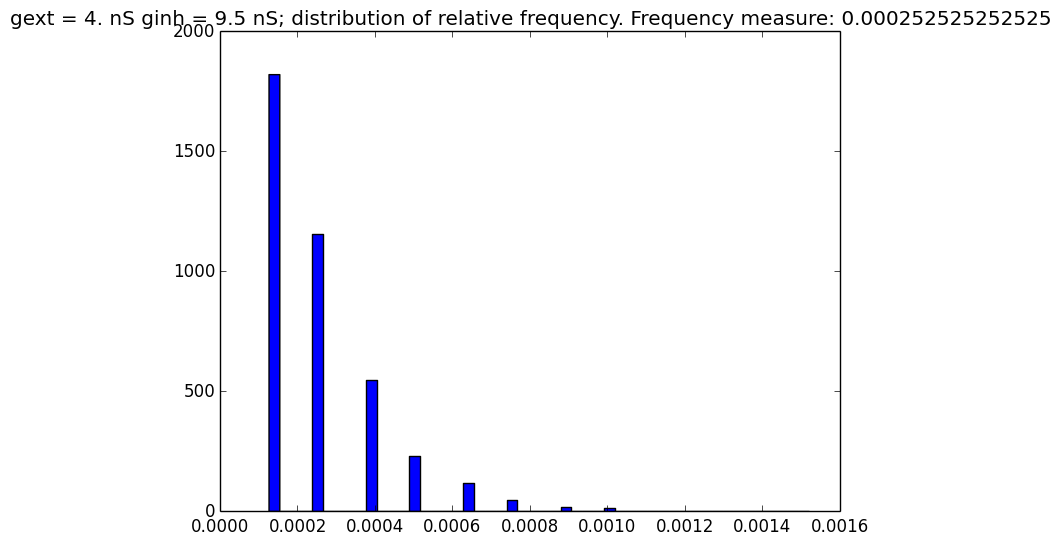 gext = 4. nS ginh = 9.5 nS; distribution of relative frequency. Frequency measure: 0.000252525252525
2000
1500
1000
500
0
0.0000 0.0002 0.0004 0.0006 0.0008 0.0010 0.0012 0.0014 0.0016